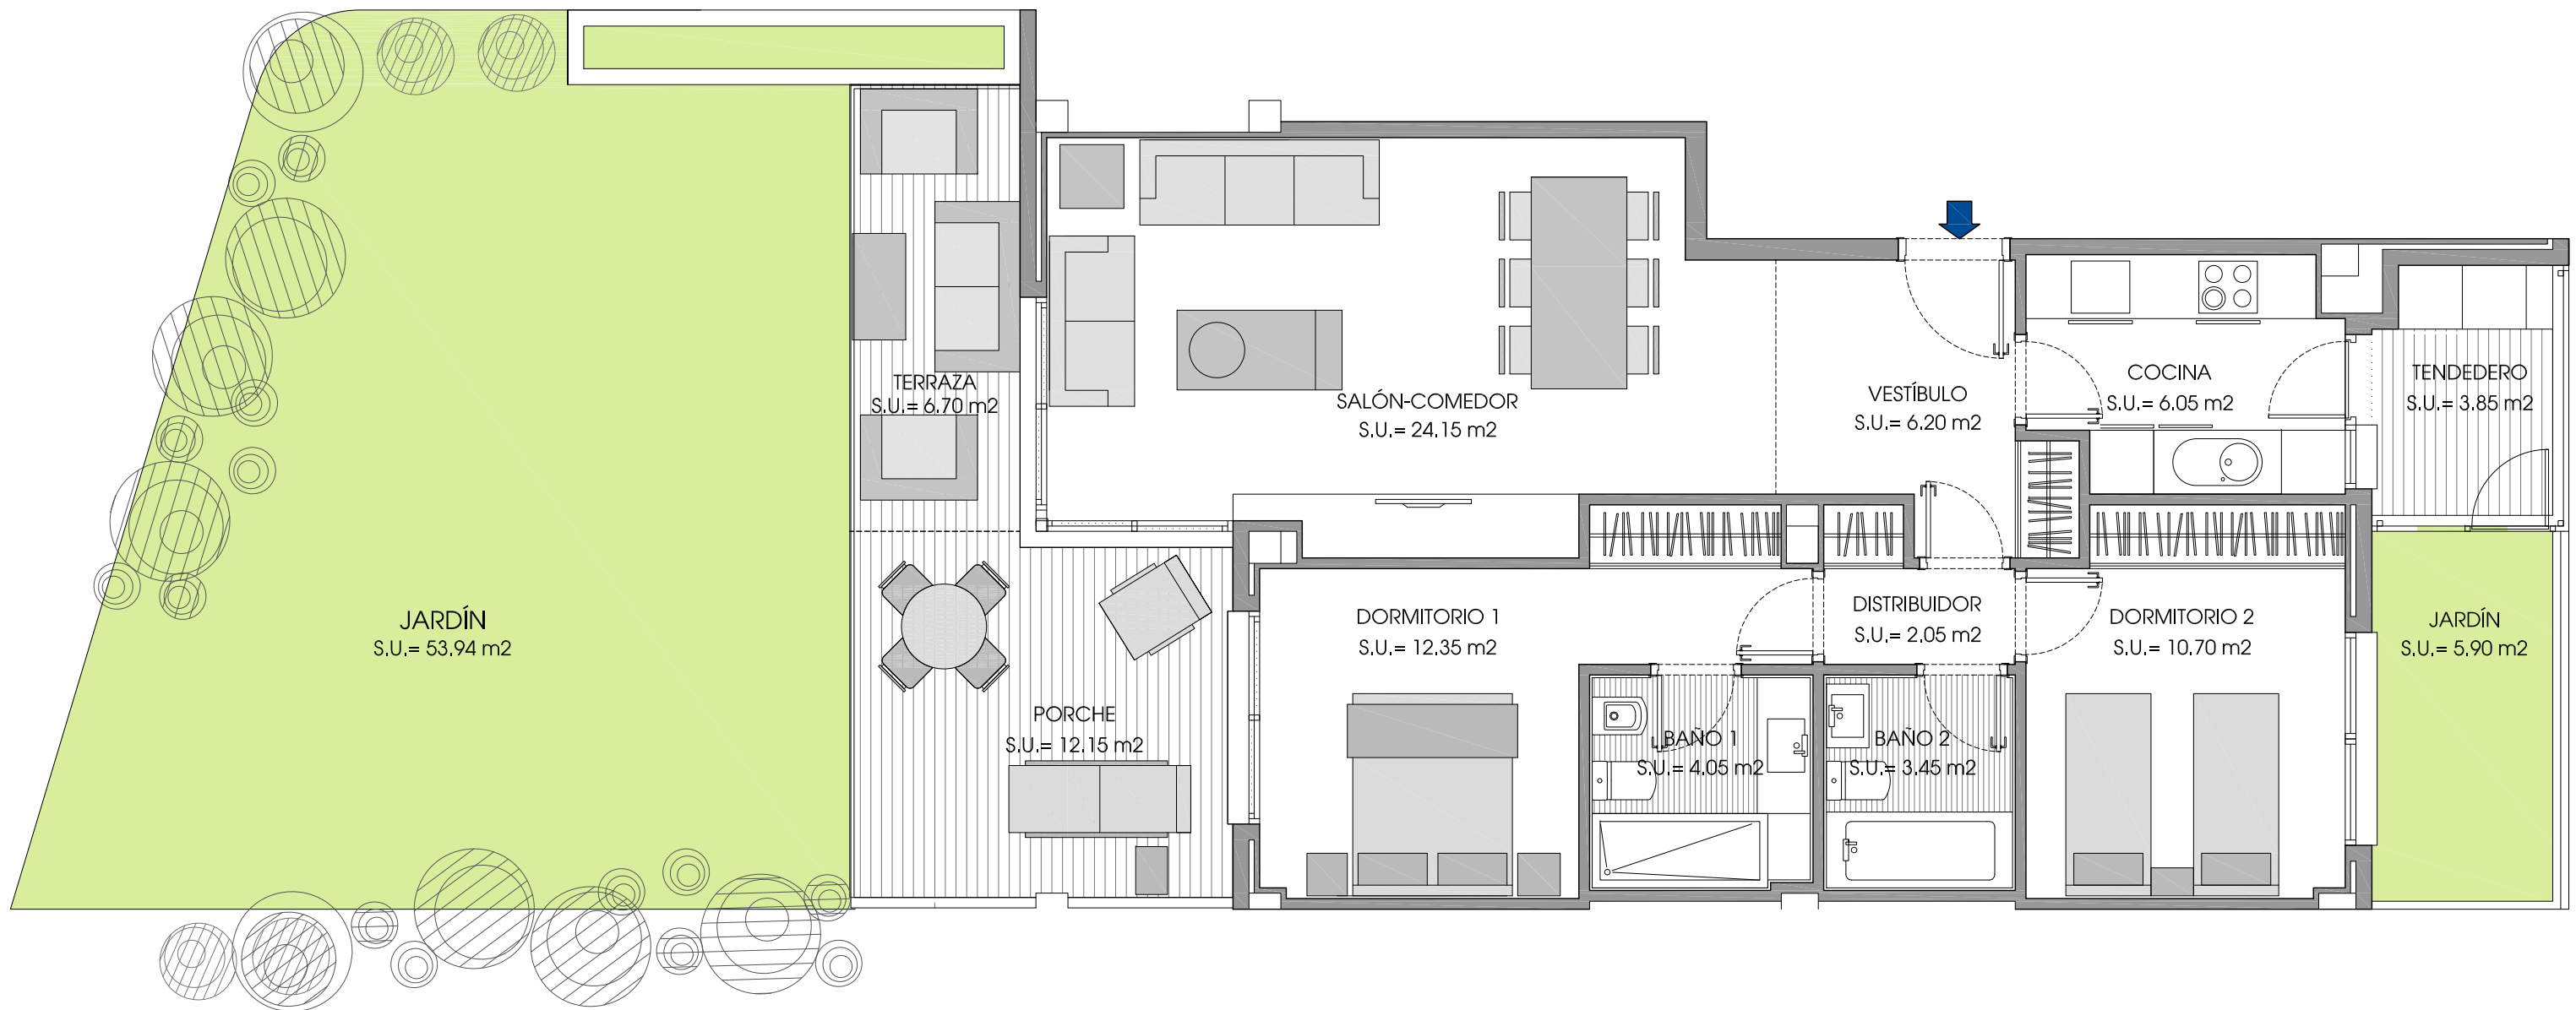 TERRAZA
S.U.= 6.70 m2
SALÓN-COMEDOR
S.U.= 24.15 m2
VESTÍBULO
S.U.= 6.20 m2
COCINA
S.U.= 6.05 m2
TENDEDERO
S.U.= 3.85 m2
JARDÍN
S.U.= 53.94 m2
DORMITORIO 1
S.U.= 12.35 m2
DISTRIBUIDOR
S.U.= 2.05 m2
DORMITORIO 2
S.U.= 10.70 m2
JARDÍN
S.U.= 5.90 m2
PORCHE
S.U.= 12.15 m2
BAÑO 1
S.U.= 4.05 m2
BAÑO 2
S.U.= 3.45 m2